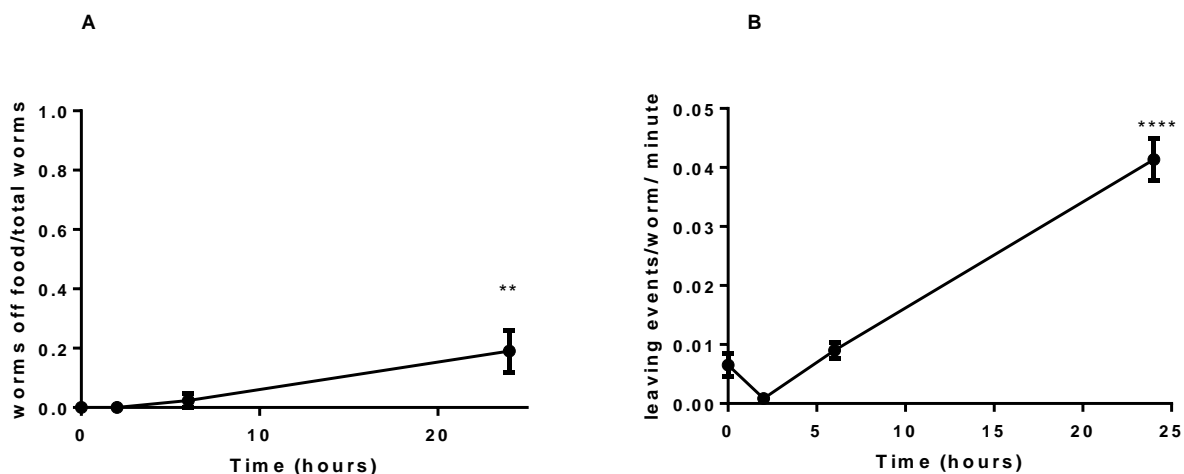 A
worms off food/total worms
1.0
0.8
0.6
0.4
0.2
0.0
**
0 10 20
Time (hours)
B
leaving events/worm/ minute
0.05
0.04
0.03
0.02
0.01
0.00
****
0 5 10 15 20 25
Time (hours)